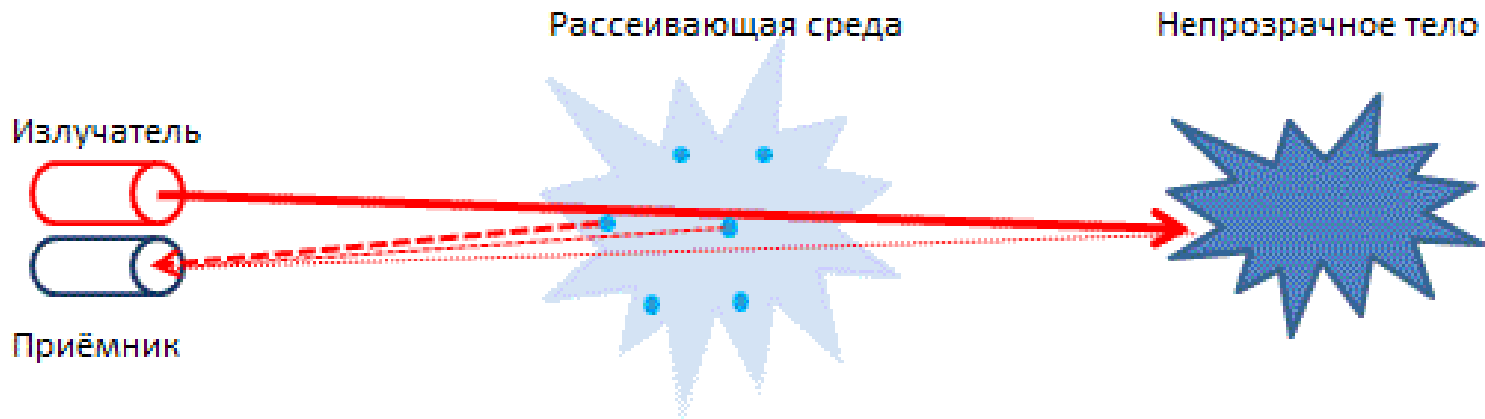 Рассеивающая среда
Непрозрачное тело
Излучатель
Приёмник